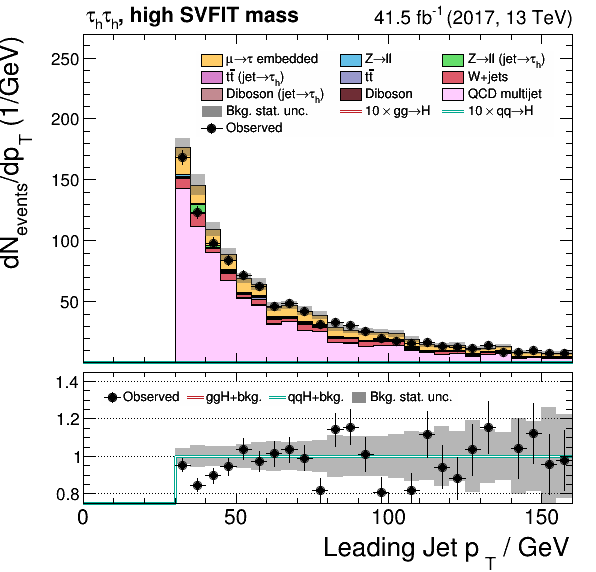 τhτh, high SVFIT mass 41.5 fb-1 (2017, 13 TeV)
dNevents/dpT (1/GeV)
250
200
150
100
50
μ→τ embedded Z→ll Z→ll (jet→τh)
tt̄ (jet→τh) tt̄ W+jets
Diboson (jet→τh) Diboson QCD multijet
Bkg. stat. unc. 10 × gg→H 10 × qq→H
Observed
1.4
1.2
1
0.8
Observed ggH+bkg. qqH+bkg. Bkg. stat. unc.
0 50 100 150
Leading Jet pT / GeV